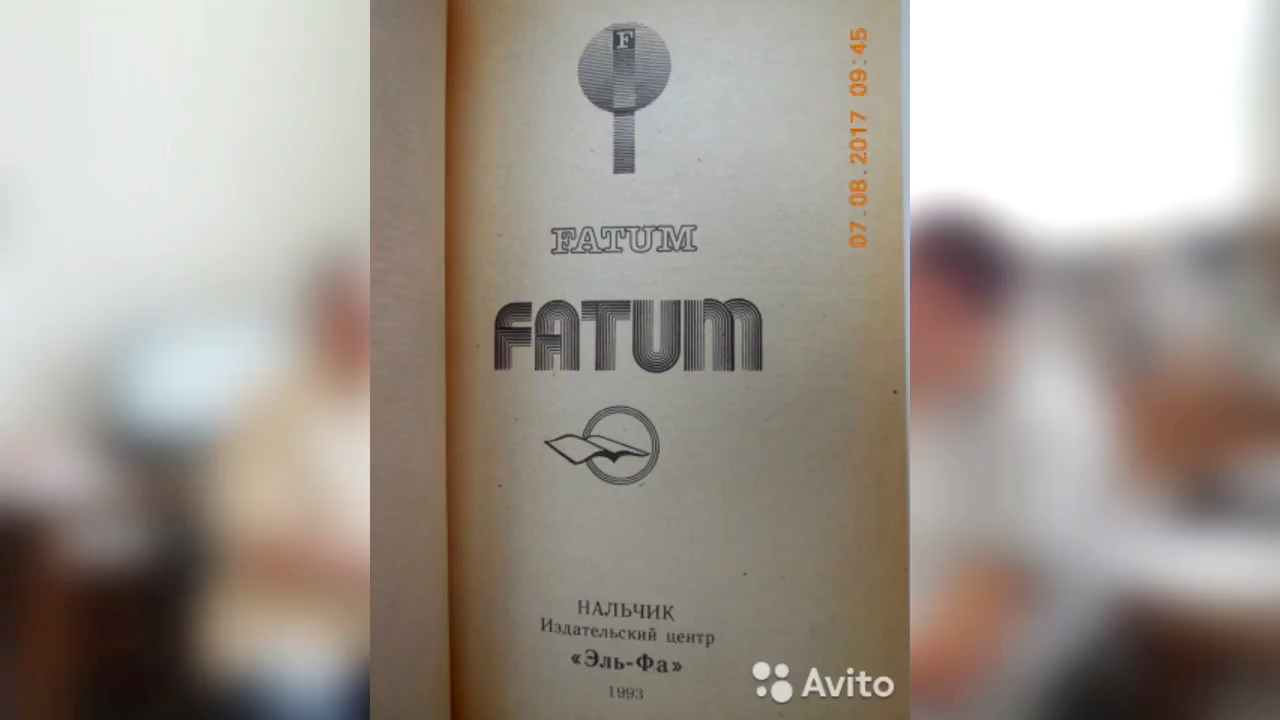 F
FATUM
FATUM
НАЛЬЧИК
Издательский центр
«Эль-Фа»
1993
07.08.2017 09:45
Avito